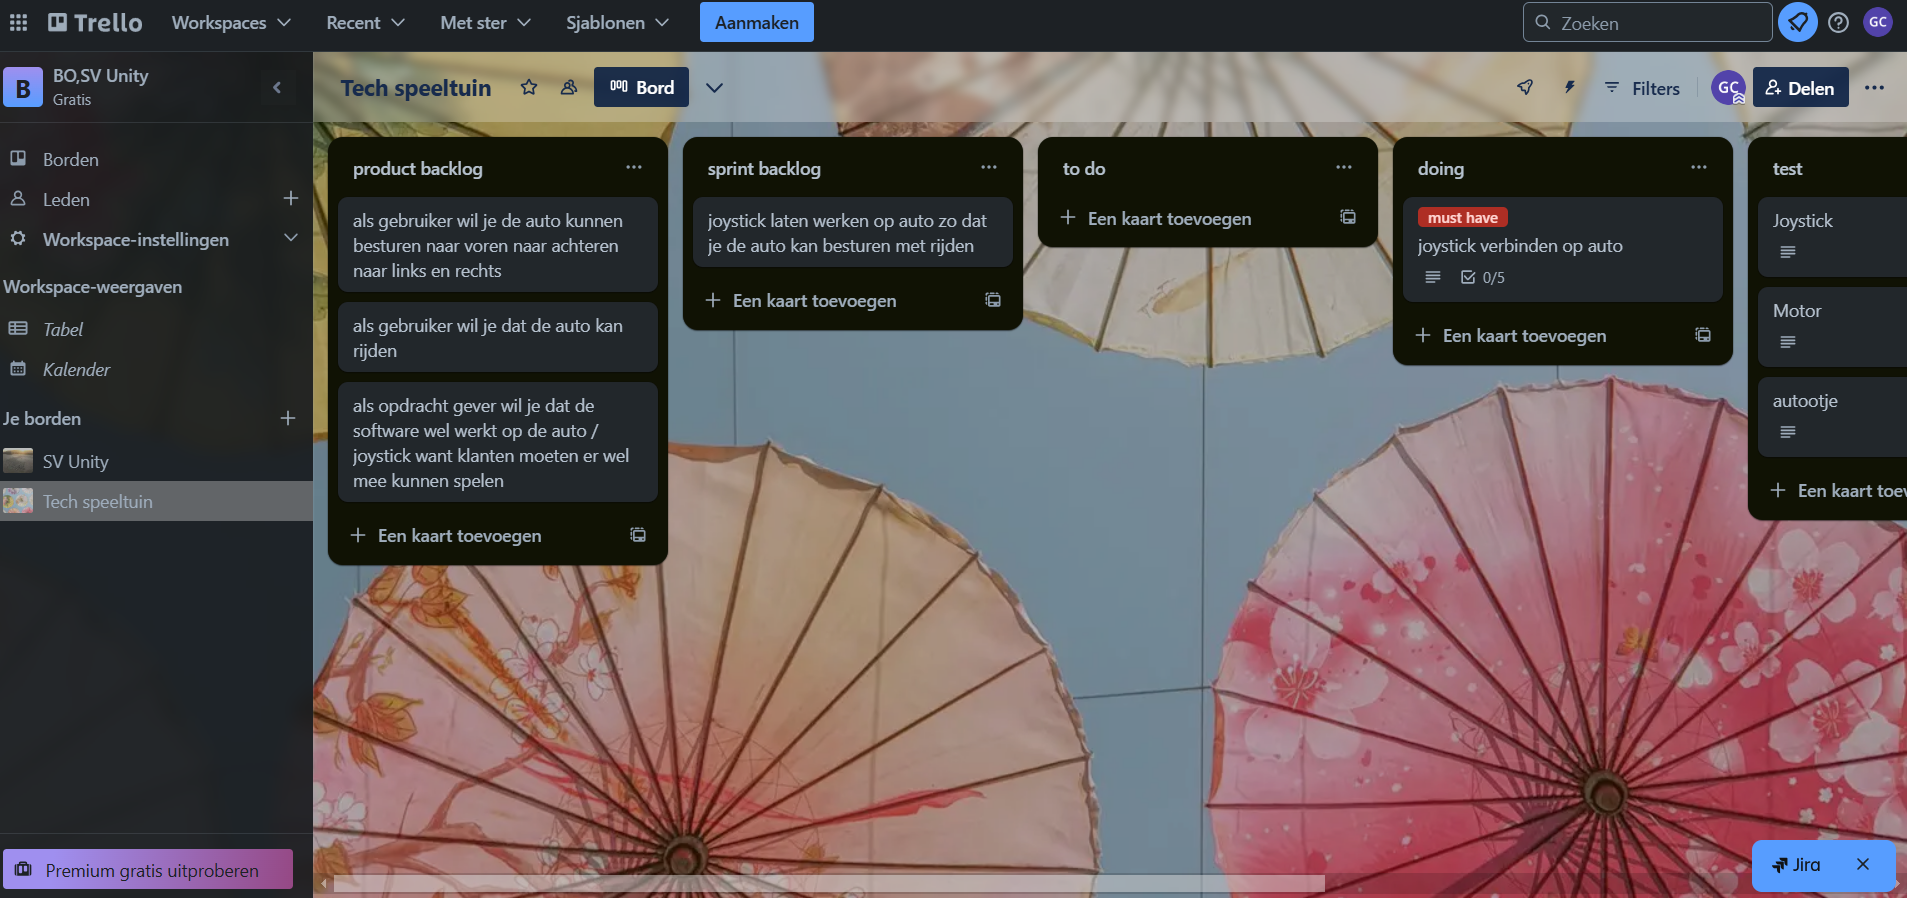 Trello
Workspaces
Recent
Met ster
Sjablonen
Aanmaken
Zoeken
GC
B
BO,SV Unity
Gratis
Tech speeltuin
Bord
Filters
GC
Delen
Borden
Leden
Workspace-instellingen
Workspace-weergaven
Tabel
Kalender
Je borden
SV Unity
Tech speeltuin
Premium gratis uitproberen
product backlog
als gebruiker wil je de auto kunnen
besturen naar voren naar achteren
naar links en rechts
als gebruiker wil je dat de auto kan
rijden
als opdracht gever wil je dat de
software wel werkt op de auto /
joystick want klanten moeten er wel
mee kunnen spelen
Een kaart toevoegen
sprint backlog
joystick laten werken op auto zo dat
je de auto kan besturen met rijden
Een kaart toevoegen
to do
Een kaart toevoegen
doing
must have
joystick verbinden op auto
0/5
Een kaart toevoegen
test
Joystick
Motor
autootje
Een kaart toev
Jira